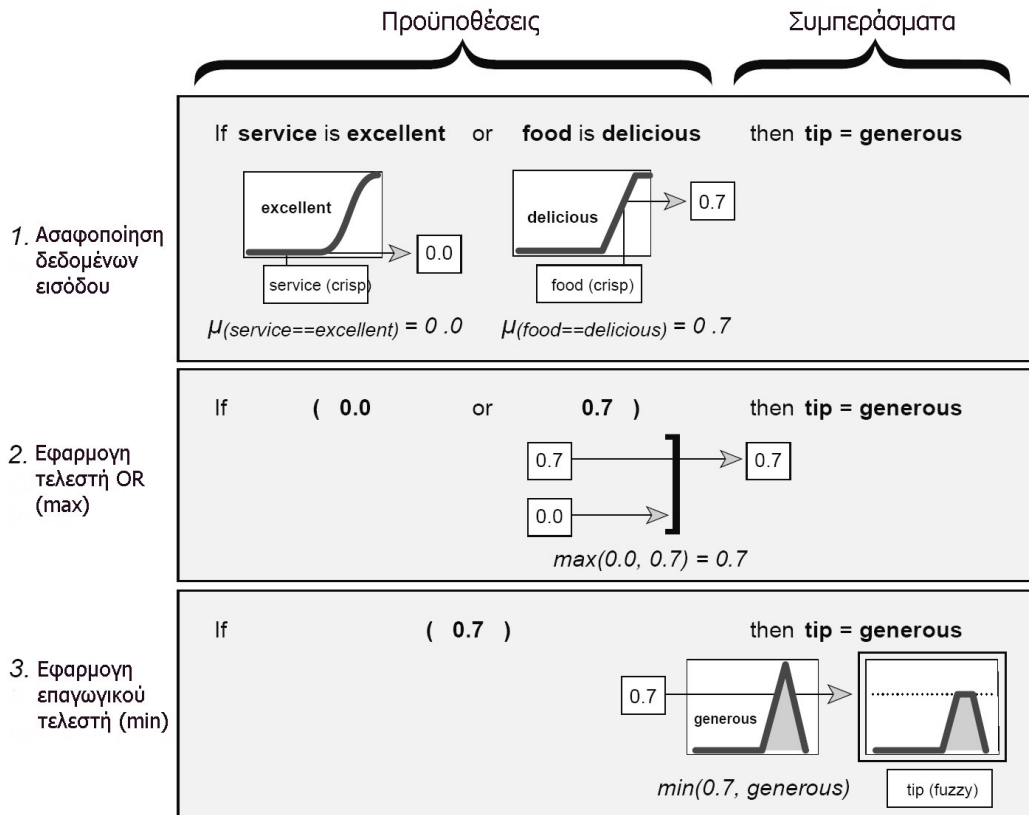 Προϋποθέσεις Συμπεράσματα
If service is excellent or food is delicious then tip = generous
1. Ασαφοποίηση
δεδομένων
εισόδου
excellent
0.0
service (crisp)
delicious
0.7
food (crisp)
μ(service==excellent) = 0 .0 μ(food==delicious) = 0 .7
If ( 0.0 or 0.7 ) then tip = generous
2. Εφαρμογη
τελεστή OR
(max)
0.7
0.7
0.0
max(0.0, 0.7) = 0.7
If ( 0.7 ) then tip = generous
3. Εφαρμογη
επαγωγικού
τελεστή (min)
0.7
generous
min(0.7, generous)
tip (fuzzy)